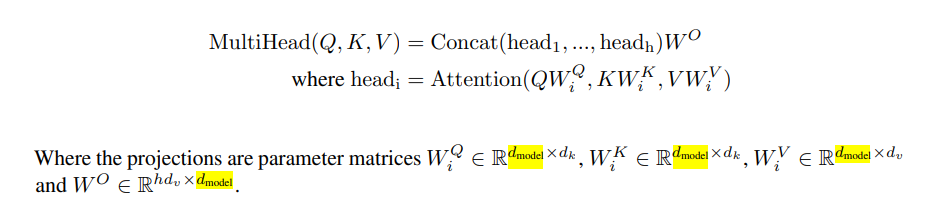 MultiHead(Q, K, V) = Concat(head₁, ..., headₕ)Wᴼ
where headᵢ = Attention(QWᵢ^Q, KWᵢ^K, VWᵢ^V)
Where the projections are parameter matrices Wᵢ^Q ∈ ℝ^(d_model×d_k), Wᵢ^K ∈ ℝ^(d_model×d_k), Wᵢ^V ∈ ℝ^(d_model×d_v)
and W^O ∈ ℝ^(hd_v×d_model).